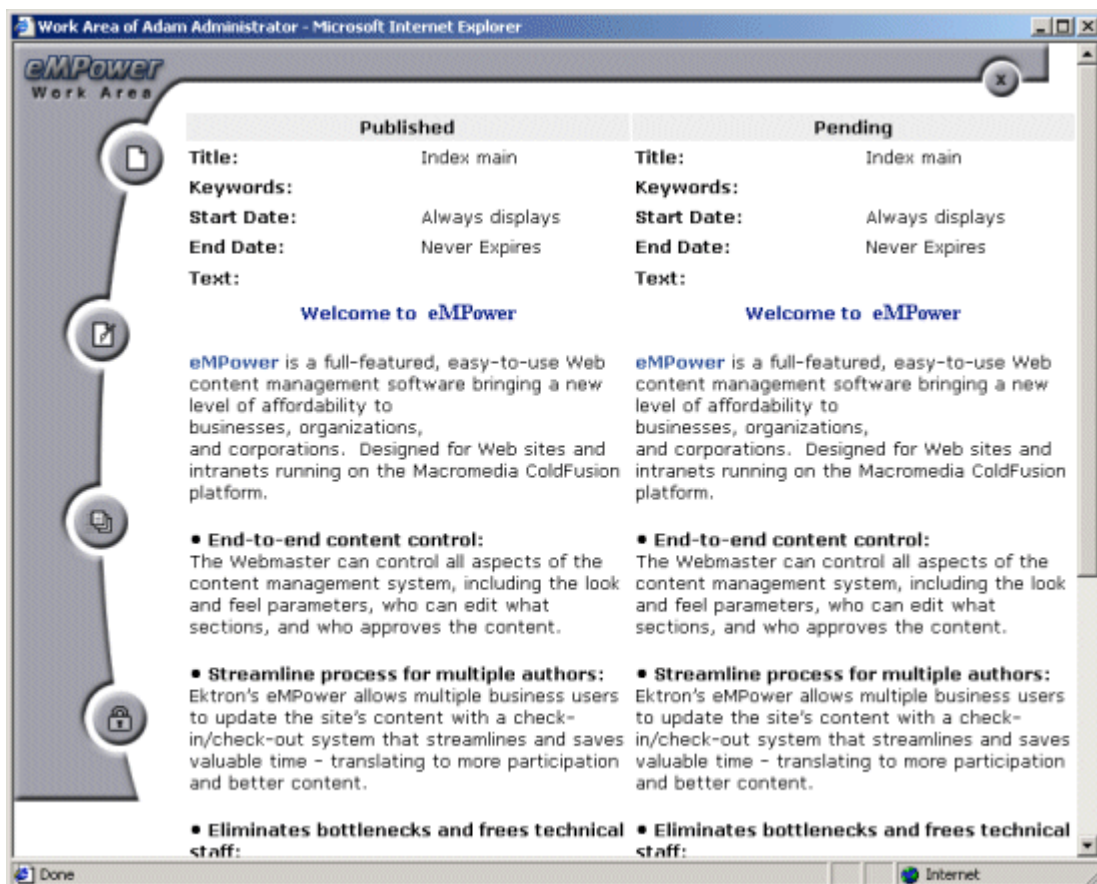 Work Area of Adam Administrator - Microsoft Internet Explorer
eMPower
Work Area
x
Published
Title: Index main
Keywords:
Start Date: Always displays
End Date: Never Expires
Text:
Welcome to eMPower
eMPower is a full-featured, easy-to-use Web
content management software bringing a new
level of affordability to
businesses, organizations,
and corporations. Designed for Web sites and
intranets running on the Macromedia ColdFusion
platform.
• End-to-end content control:
The Webmaster can control all aspects of the
content management system, including the look
and feel parameters, who can edit what
sections, and who approves the content.
• Streamline process for multiple authors:
Ektron's eMPower allows multiple business users
to update the site's content with a check-
in/check-out system that streamlines and saves
valuable time - translating to more participation
and better content.
• Eliminates bottlenecks and frees technical
staff:
Pending
Title: Index main
Keywords:
Start Date: Always displays
End Date: Never Expires
Text:
Welcome to eMPower
eMPower is a full-featured, easy-to-use Web
content management software bringing a new
level of affordability to
businesses, organizations,
and corporations. Designed for Web sites and
intranets running on the Macromedia ColdFusion
platform.
• End-to-end content control:
The Webmaster can control all aspects of the
content management system, including the look
and feel parameters, who can edit what
sections, and who approves the content.
• Streamline process for multiple authors:
Ektron's eMPower allows multiple business users
to update the site's content with a check-
in/check-out system that streamlines and saves
valuable time - translating to more participation
and better content.
• Eliminates bottlenecks and frees technical
staff:
Done
Internet